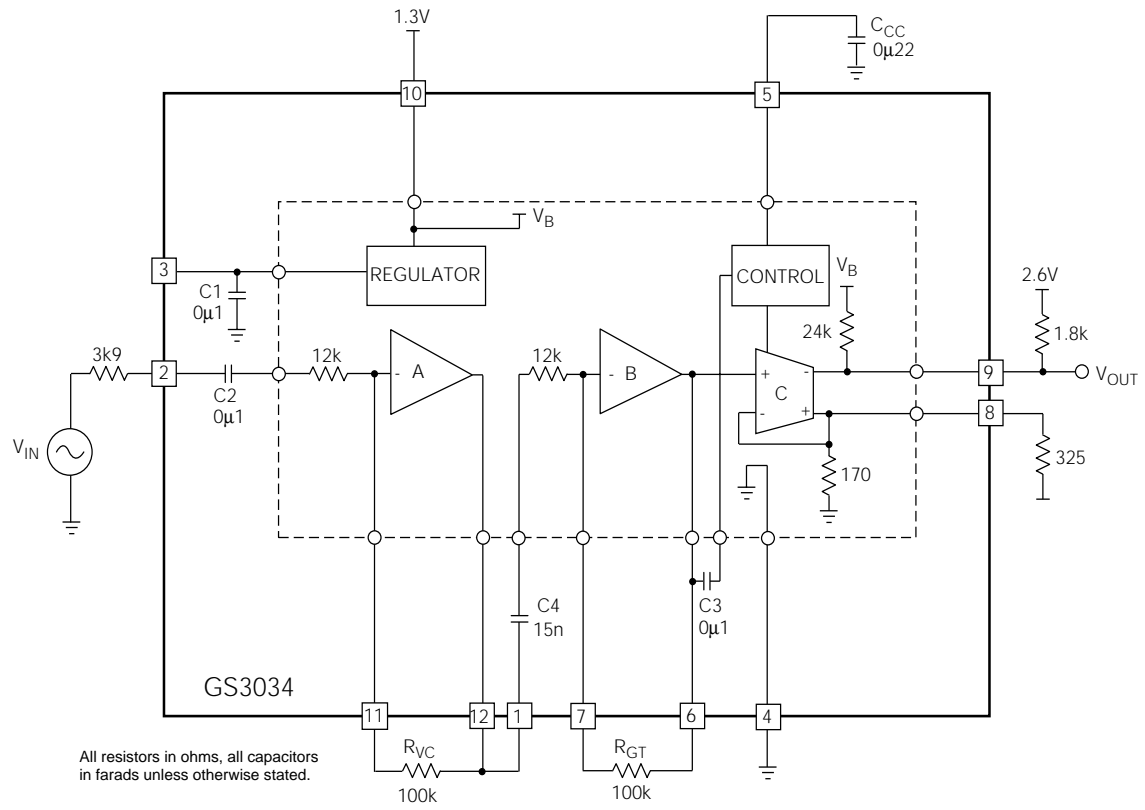 1.3V
C_CC
0µ22
10
5
V_B
3
REGULATOR
CONTROL
V_B
2.6V
C1
0µ1
24k
1.8k
3k9
2
12k
- A
12k
- B
+ -
C
- +
9
V_OUT
C2
0µ1
8
V_IN
170
325
C4
15n
C3
0µ1
GS3034
11
12
1
7
6
4
All resistors in ohms, all capacitors
in farads unless otherwise stated.
R_VC
100k
R_GT
100k